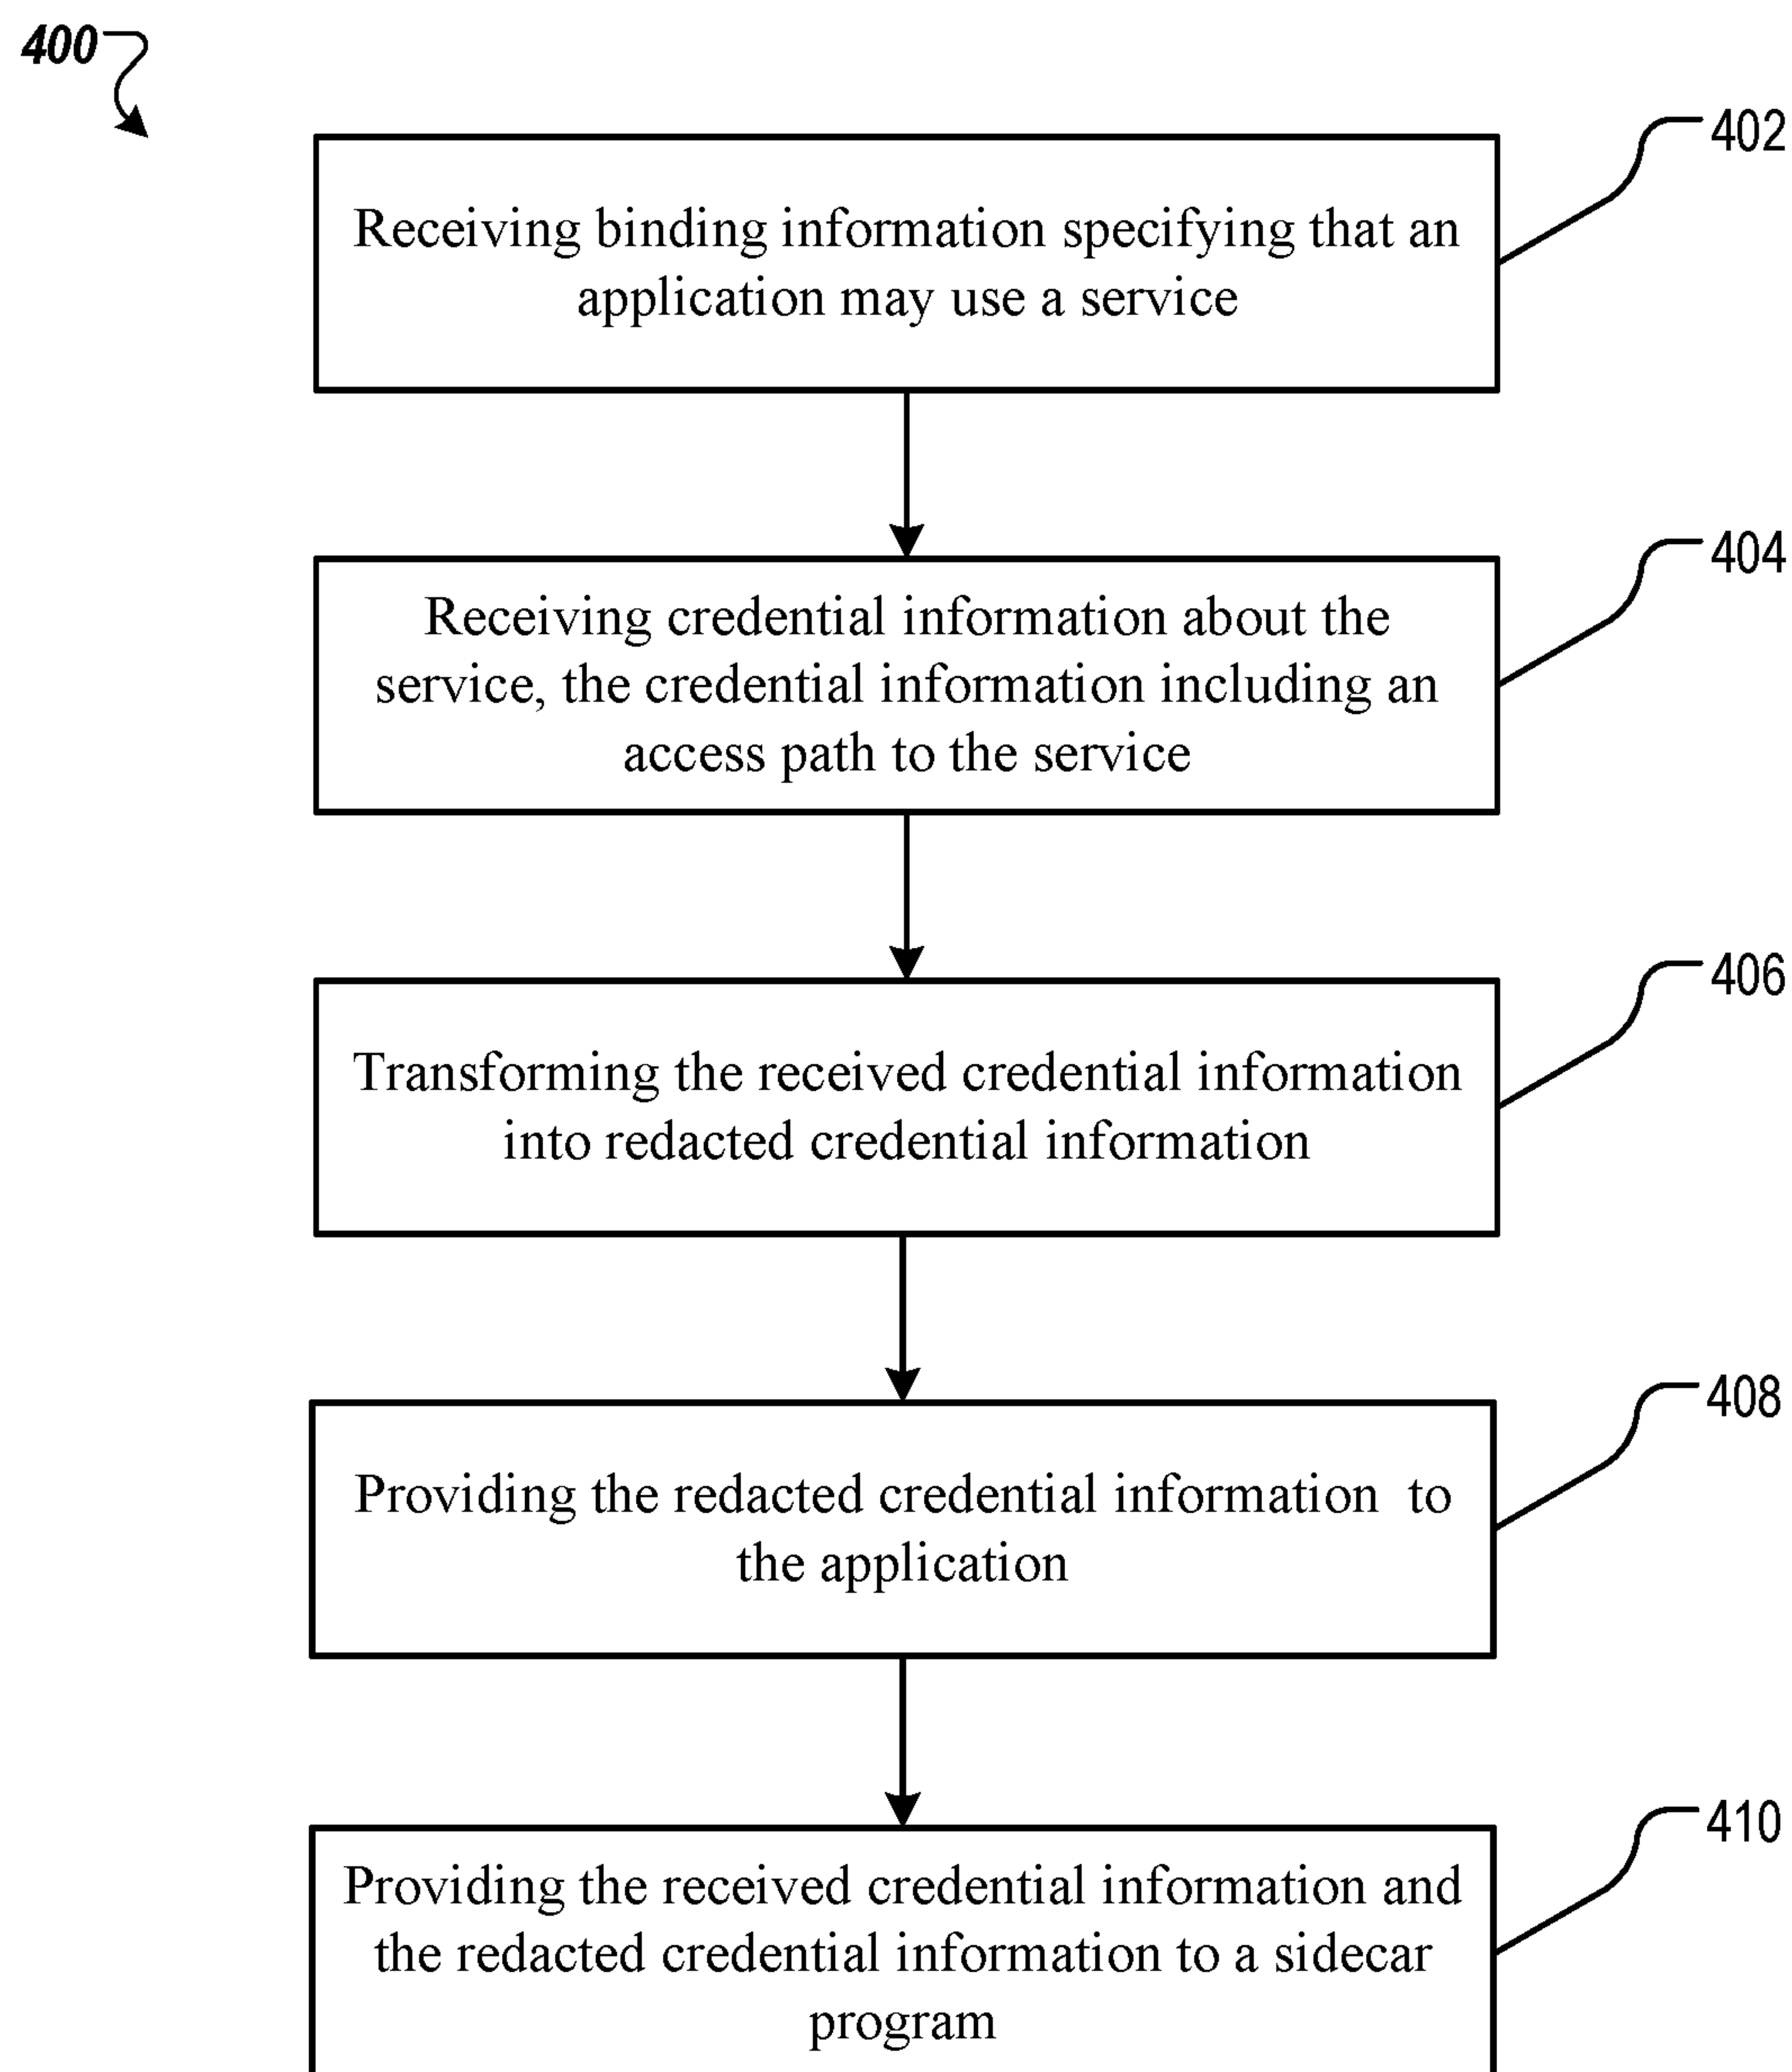 400
402
Receiving binding information specifying that an
application may use a service
404
Receiving credential information about the
service, the credential information including an
access path to the service
406
Transforming the received credential information
into redacted credential information
408
Providing the redacted credential information to
the application
410
Providing the received credential information and
the redacted credential information to a sidecar
program